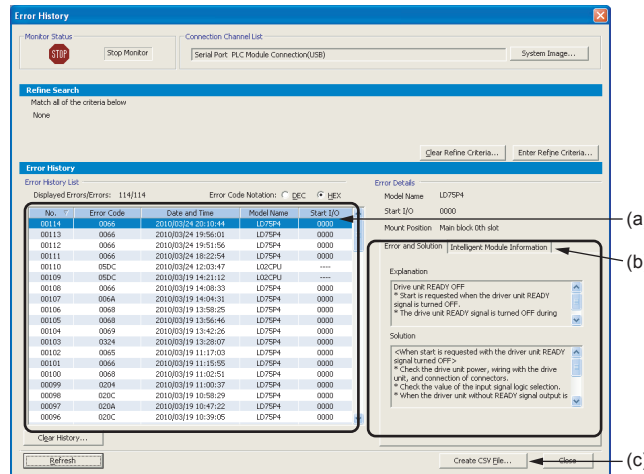 Error History
Monitor Status
STOP
Stop Monitor
Connection Channel List
Serial Port PLC Module Connection(USB)
System Image...
Refine Search
Match all of the criteria below
None
Clear Refine Criteria...
Enter Refine Criteria...
Error History
Error History List
Displayed Errors/Errors: 114/114
Error Code Notation: DEC HEX
No. Error Code Date and Time Model Name Start I/O
00114 0066 2010/03/24 20:10:44 LD75P4 0000
00113 0066 2010/03/24 19:56:01 LD75P4 0000
00112 0066 2010/03/24 19:51:56 LD75P4 0000
00111 0066 2010/03/24 18:22:54 LD75P4 0000
00110 05DC 2010/03/24 12:03:47 L02CPU ----
00109 05DC 2010/03/19 14:21:12 L02CPU ----
00108 0066 2010/03/19 14:08:33 LD75P4 0000
00107 006A 2010/03/19 14:04:31 LD75P4 0000
00106 0068 2010/03/19 13:58:25 LD75P4 0000
00105 0068 2010/03/19 13:56:46 LD75P4 0000
00104 0069 2010/03/19 13:42:26 LD75P4 0000
00103 0324 2010/03/19 13:28:07 LD75P4 0000
00102 0065 2010/03/19 11:17:03 LD75P4 0000
00101 0066 2010/03/19 11:15:55 LD75P4 0000
00100 0068 2010/03/19 11:02:51 LD75P4 0000
00099 0204 2010/03/19 11:00:37 LD75P4 0000
00098 020C 2010/03/19 10:58:29 LD75P4 0000
00097 020A 2010/03/19 10:47:22 LD75P4 0000
00096 020C 2010/03/19 10:39:05 LD75P4 0000
Clear History...
Refresh
Error Details
Model Name LD75P4
Start I/O 0000
Mount Position Main block 0th slot
Error and Solution
Intelligent Module Information
Explanation
Drive unit READY OFF
* Start is requested when the driver unit READY
signal is turned OFF.
* The drive unit READY signal is turned OFF during
Solution
<When start is requested with the driver unit READY
signal turned OFF>
* Check the drive unit power, wiring with the drive
unit, and connection of connectors.
* Check the value of the input signal logic selection.
* When the driver unit without READY signal output is
Create CSV File...
Close
(a
(b
(c